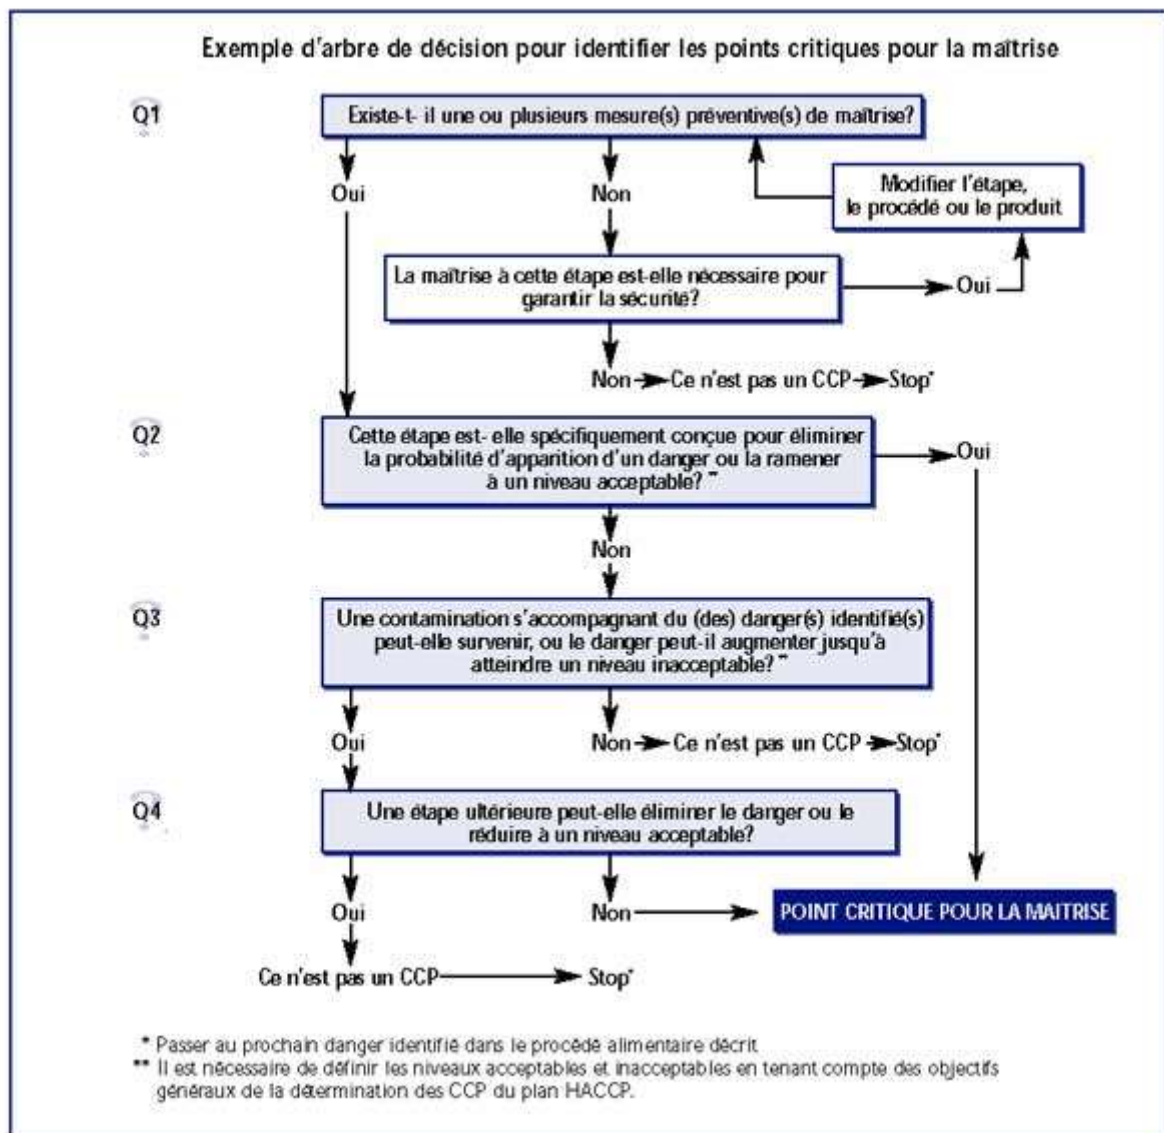 Exemple d'arbre de décision pour identifier les points critiques pour la maîtrise
Q1
Existe-t- il une ou plusieurs mesure(s) préventive(s) de maîtrise?
Oui
Non
Modifier l'étape,
le procédé ou le produit
La maîtrise à cette étape est-elle nécessaire pour
garantir la sécurité?
Oui
Non
Ce n'est pas un CCP
Stop*
Q2
Cette étape est- elle spécifiquement conçue pour éliminer
la probabilité d'apparition d'un danger ou la ramener
à un niveau acceptable? **
Oui
Non
Q3
Une contamination s'accompagnant du (des) danger(s) identifié(s)
peut-elle survenir, ou le danger peut-il augmenter jusqu'à
atteindre un niveau inacceptable? **
Oui
Non
Ce n'est pas un CCP
Stop*
Q4
Une étape ultérieure peut-elle éliminer le danger ou le
réduire à un niveau acceptable?
Oui
Non
POINT CRITIQUE POUR LA MAITRISE
Ce n'est pas un CCP
Stop*
* Passer au prochain danger identifié dans le procédé alimentaire décrit
** Il est nécessaire de définir les niveaux acceptables et inacceptables en tenant compte des objectifs
généraux de la détermination des CCP du plan HACCP.